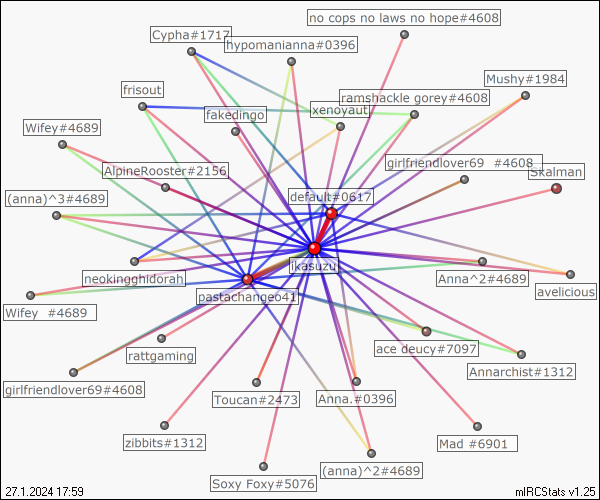 no cops no laws no hope#4608
Cypha#1717
hypomanianna#0396
Mushy#1984
frisout
ramshackle gorey#4608
fakedingo
xenoyaut
Wifey#4689
girlfriendlover69 #4608
AlpineRooster#2156
Skalman
(anna)^3#4689
default#0617
ikasuzu
neokingghidorah
Anna^2#4689
avelicious
pastachangeo41
Wifey #4689
ace deucy#7097
rattgaming
Annarchist#1312
girlfriendlover69#4608
Toucan#2473
Anna.#0396
zibbits#1312
Mad #6901
(anna)^2#4689
Soxy Foxy#5076
27.1.2024 17:59
mIRCStats v1.25